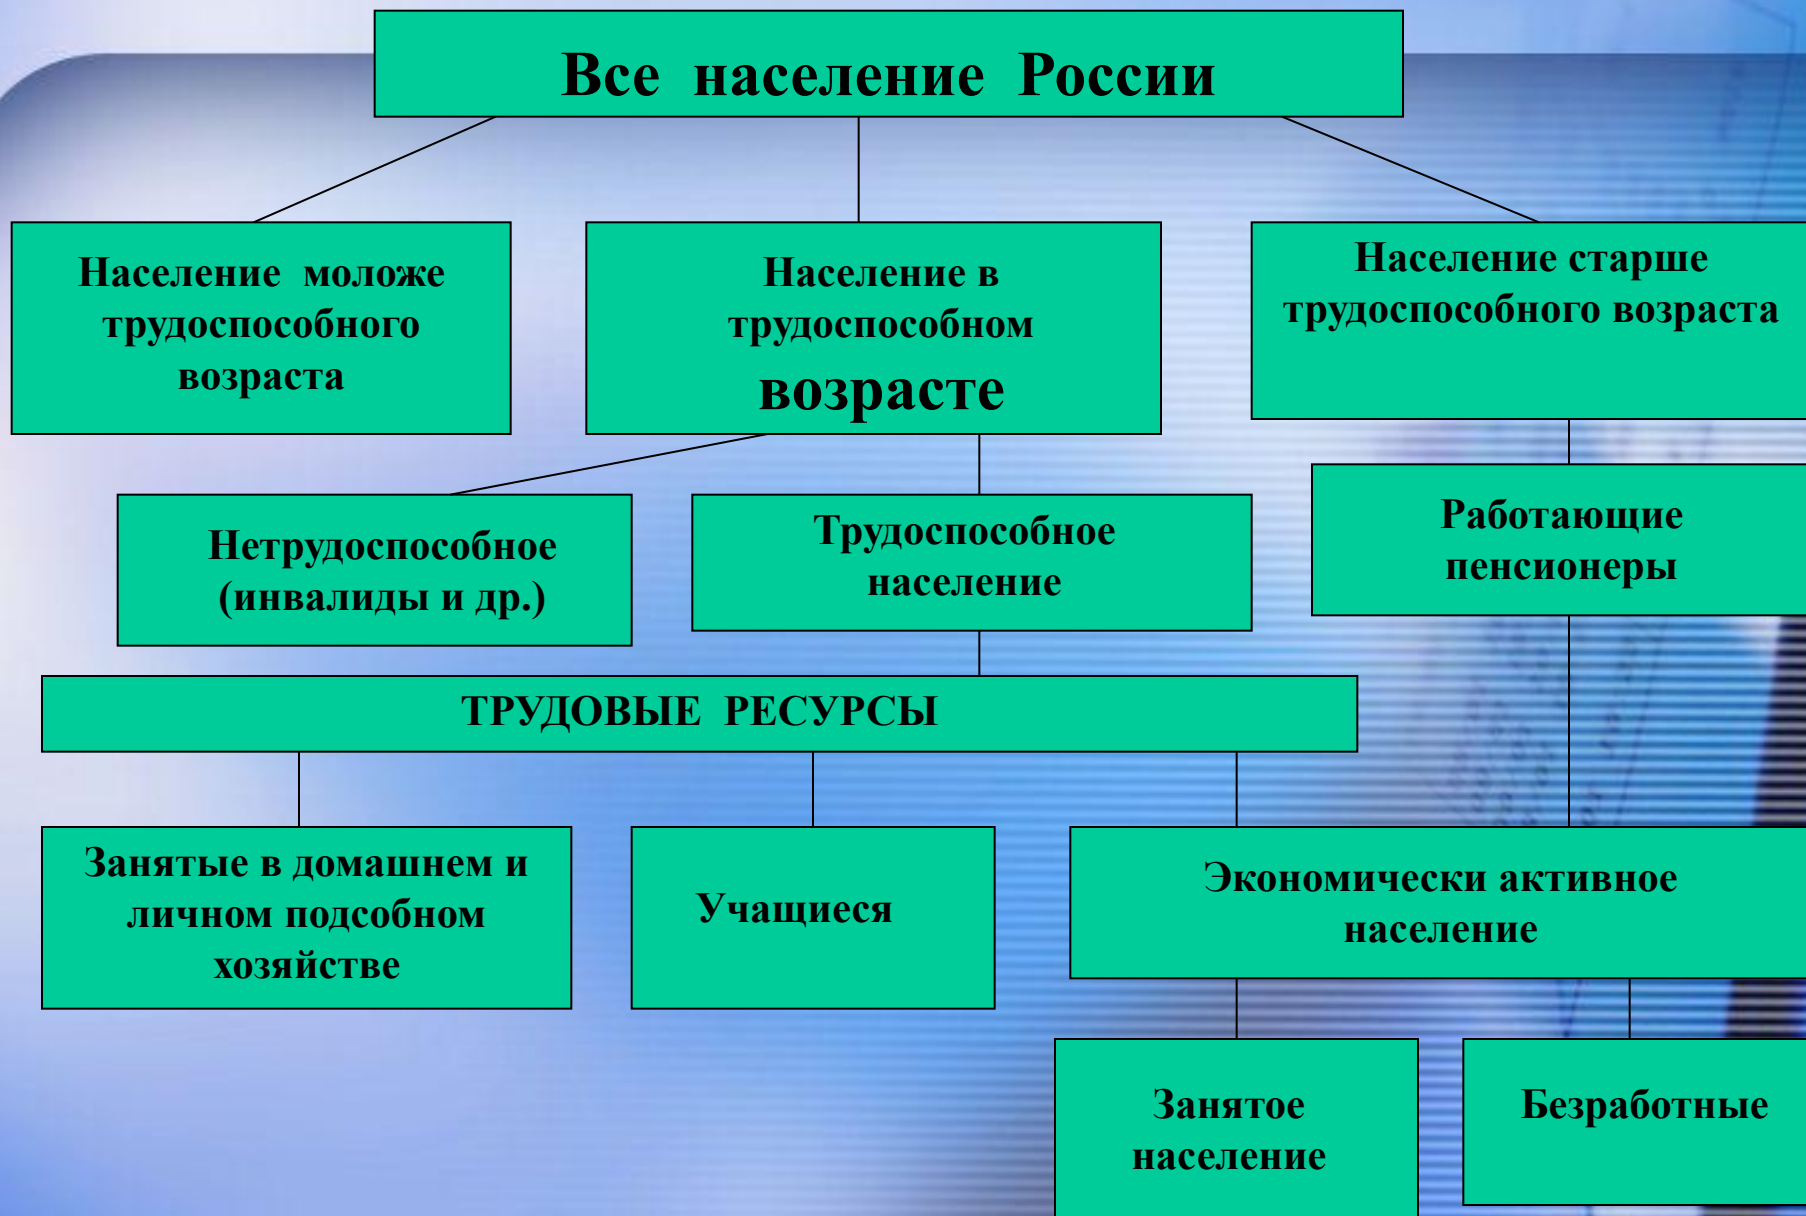 Все население России
Население моложе
трудоспособного
возраста
Население в
трудоспособном
возрасте
Население старше
трудоспособного возраста
Нетрудоспособное
(инвалиды и др.)
Трудоспособное
население
Работающие
пенсионеры
ТРУДОВЫЕ РЕСУРСЫ
Занятые в домашнем и
личном подсобном
хозяйстве
Учащиеся
Экономически активное
население
Занятое
население
Безработные